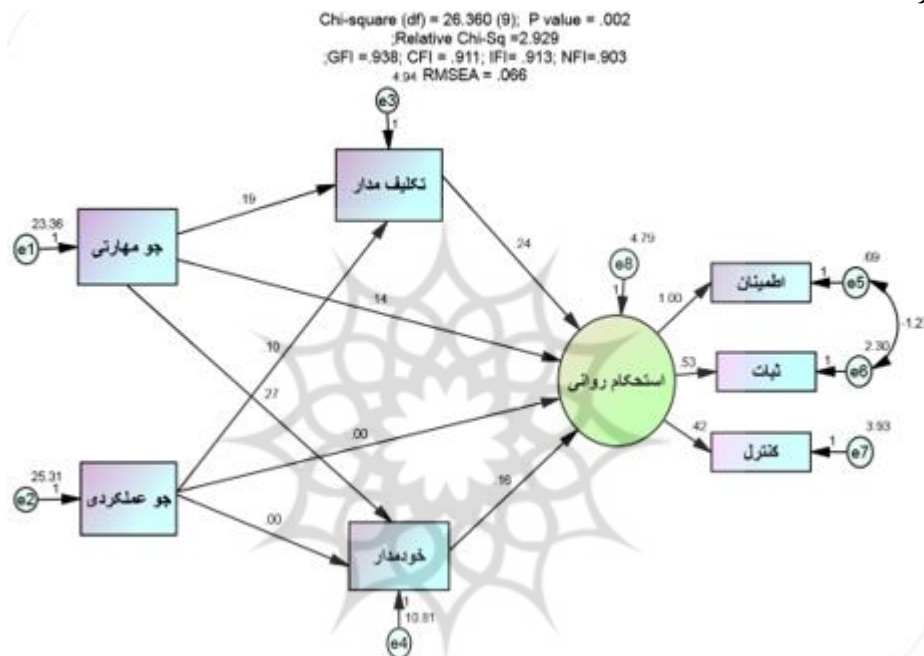 Chi-square (df) = 26.360 (9); P value = .002
;Relative Chi-Sq =2.929
;GFI =.938; CFI = .911; IFI= .913; NFI=.903
4.94 RMSEA = .066
e3
1
تکلیف مدار
.19
23.36
e1
1
جو مهارتی
.24
4.79
e8
1
.69
1
e5
اطمینان
1.00
.14
-1.27
2.30
1
e6
ثبات
.53
استحکام روانی
.10
.27
.42
3.93
1
e7
کنترل
.00
25.31
e2
1
جو عملکردی
.16
.00
خودمدار
1
10.81
e4